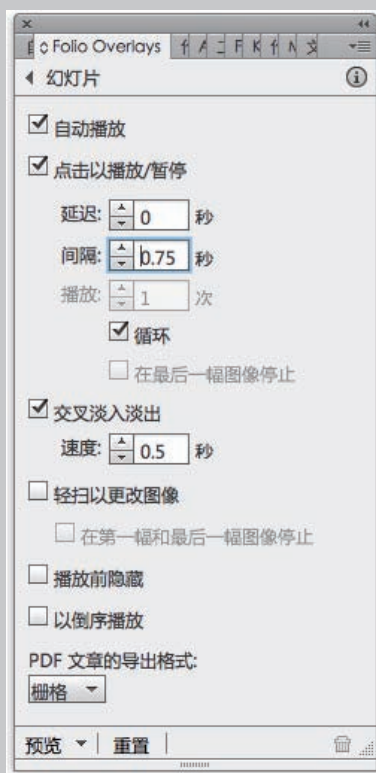 Folio Overlays
幻灯片
自动播放
点击以播放/暂停
延迟: 0 秒
间隔: 0.75 秒
播放: 1 次
循环
在最后一幅图像停止
交叉淡入淡出
速度: 0.5 秒
轻扫以更改图像
在第一幅和最后一幅图像停止
播放前隐藏
以倒序播放
PDF 文章的导出格式:
栅格
预览 重置